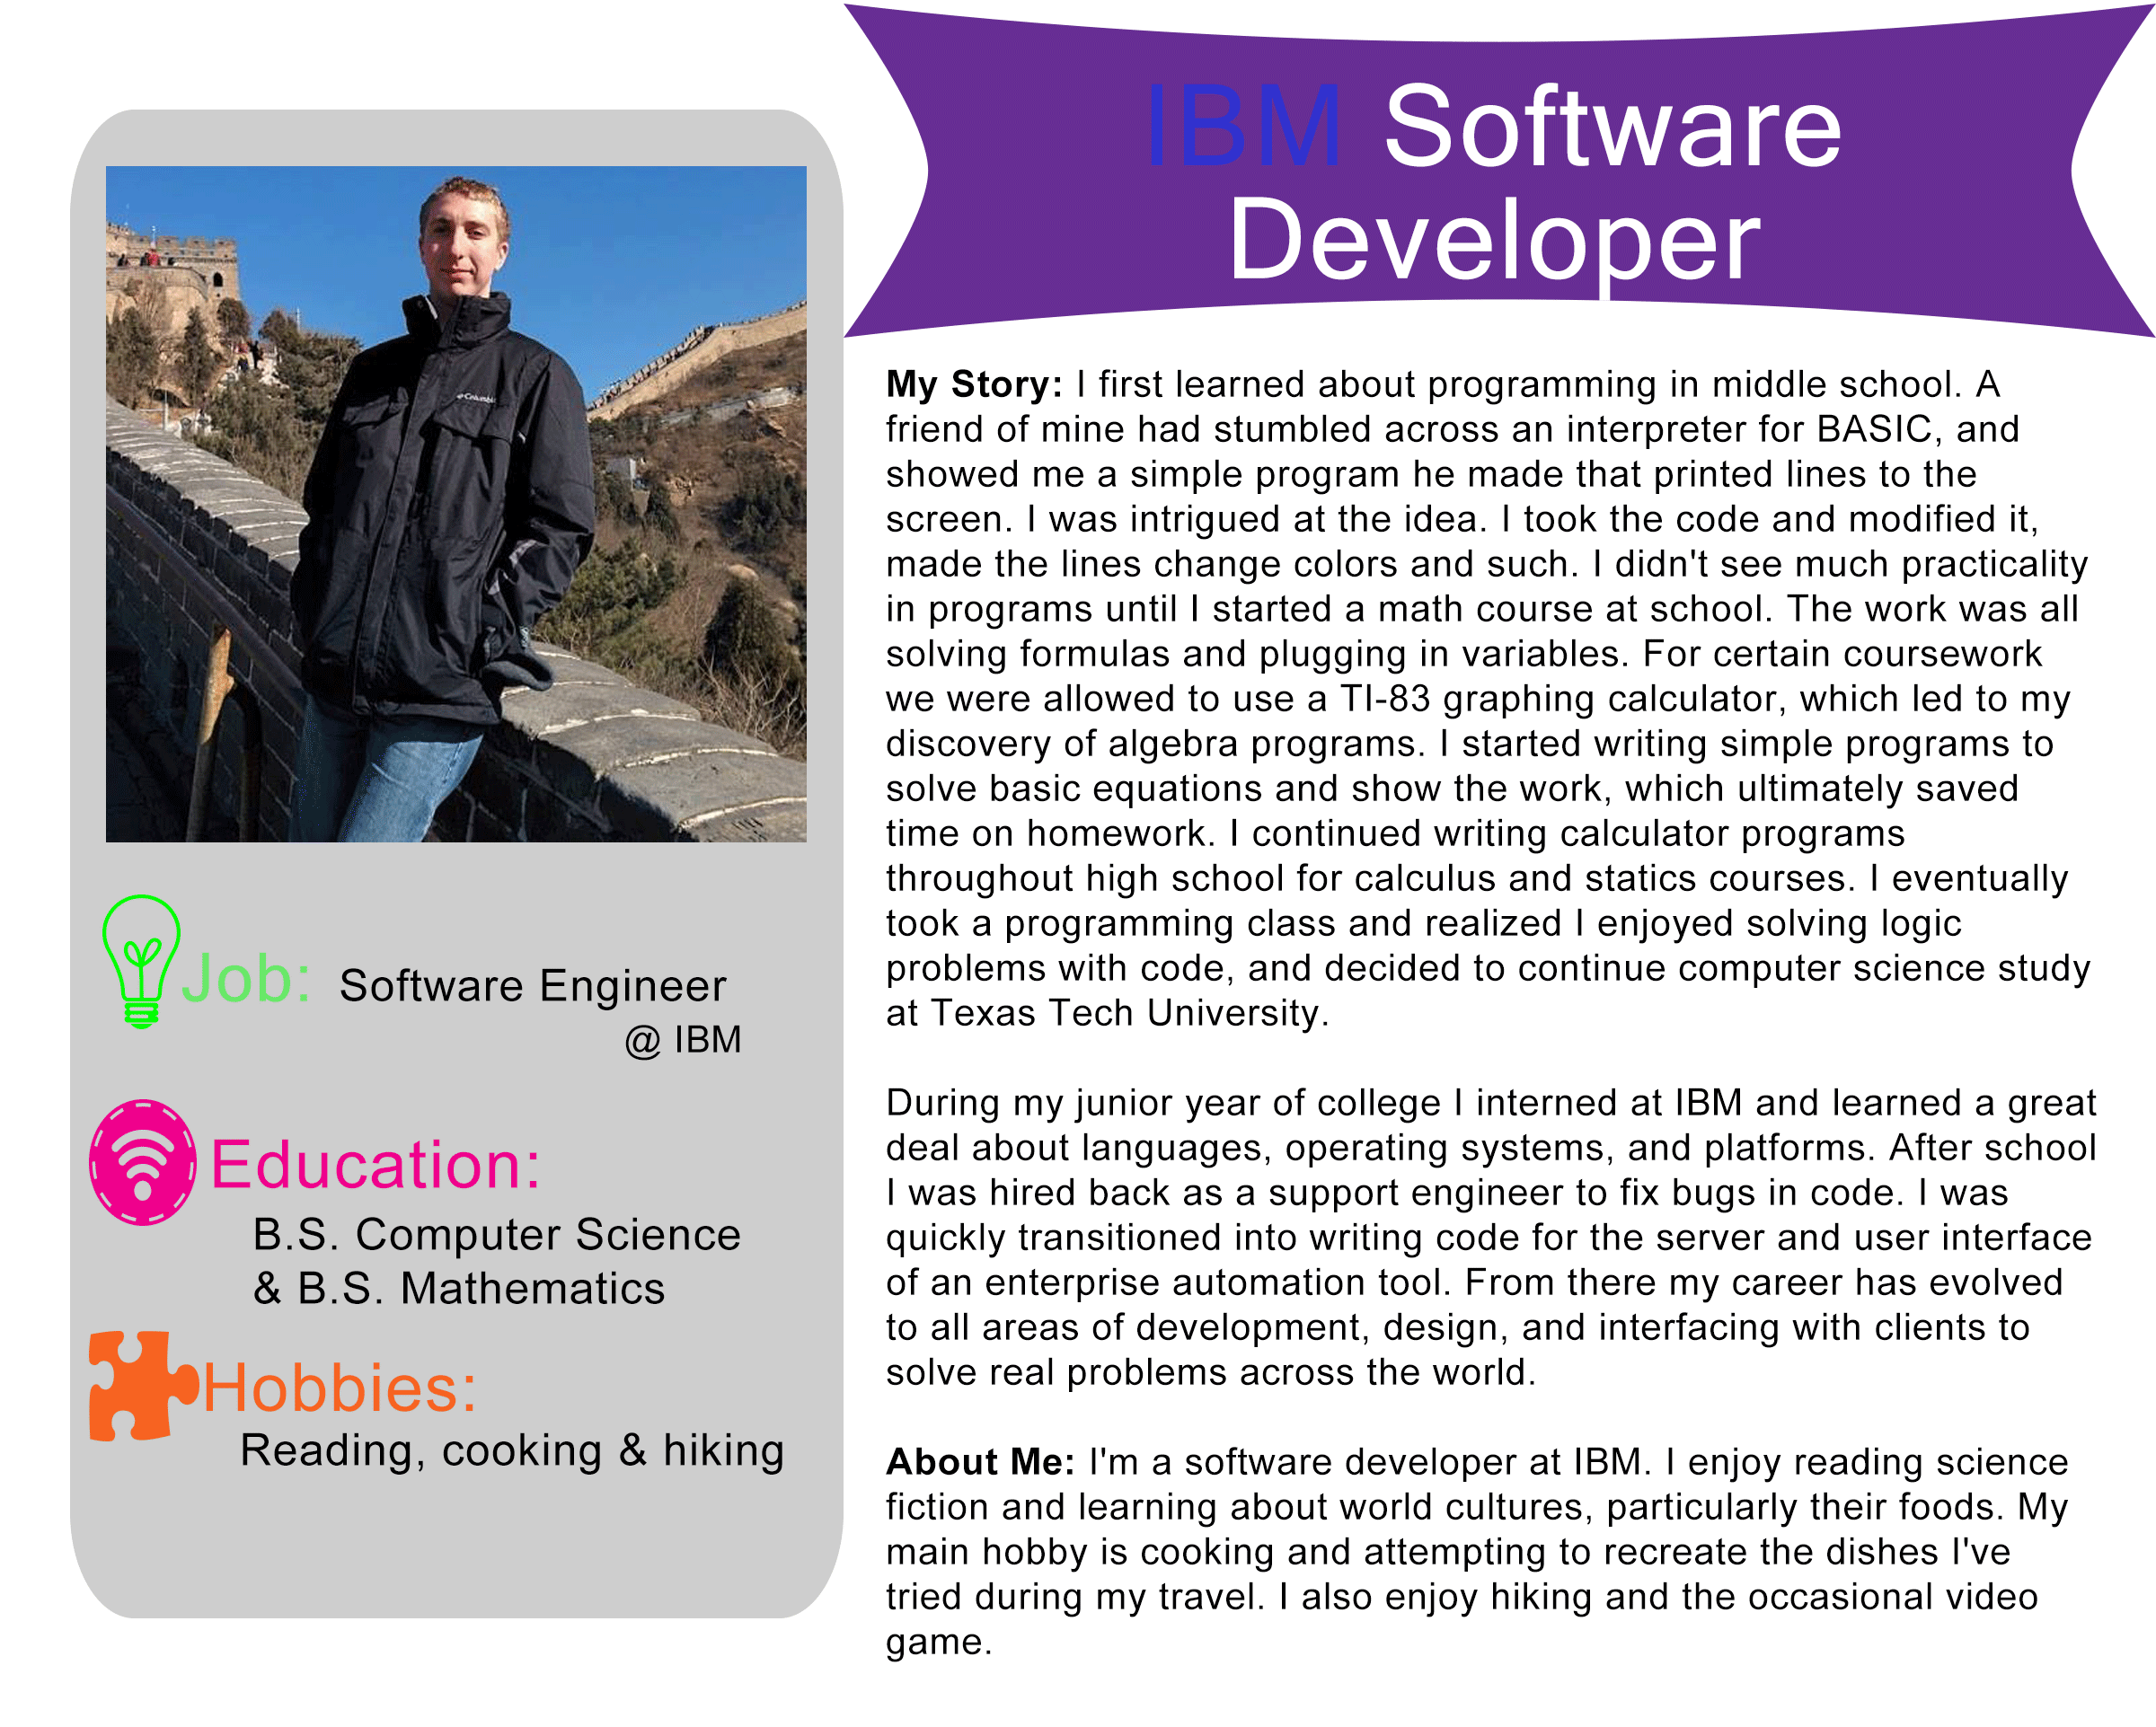 IBM Software
Developer
Columbia
Job: Software Engineer
@ IBM
Education:
B.S. Computer Science
& B.S. Mathematics
Hobbies:
Reading, cooking & hiking
My Story: I first learned about programming in middle school. A
friend of mine had stumbled across an interpreter for BASIC, and
showed me a simple program he made that printed lines to the
screen. I was intrigued at the idea. I took the code and modified it,
made the lines change colors and such. I didn't see much practicality
in programs until I started a math course at school. The work was all
solving formulas and plugging in variables. For certain coursework
we were allowed to use a TI-83 graphing calculator, which led to my
discovery of algebra programs. I started writing simple programs to
solve basic equations and show the work, which ultimately saved
time on homework. I continued writing calculator programs
throughout high school for calculus and statics courses. I eventually
took a programming class and realized I enjoyed solving logic
problems with code, and decided to continue computer science study
at Texas Tech University.
During my junior year of college I interned at IBM and learned a great
deal about languages, operating systems, and platforms. After school
I was hired back as a support engineer to fix bugs in code. I was
quickly transitioned into writing code for the server and user interface
of an enterprise automation tool. From there my career has evolved
to all areas of development, design, and interfacing with clients to
solve real problems across the world.
About Me: I'm a software developer at IBM. I enjoy reading science
fiction and learning about world cultures, particularly their foods. My
main hobby is cooking and attempting to recreate the dishes I've
tried during my travel. I also enjoy hiking and the occasional video
game.